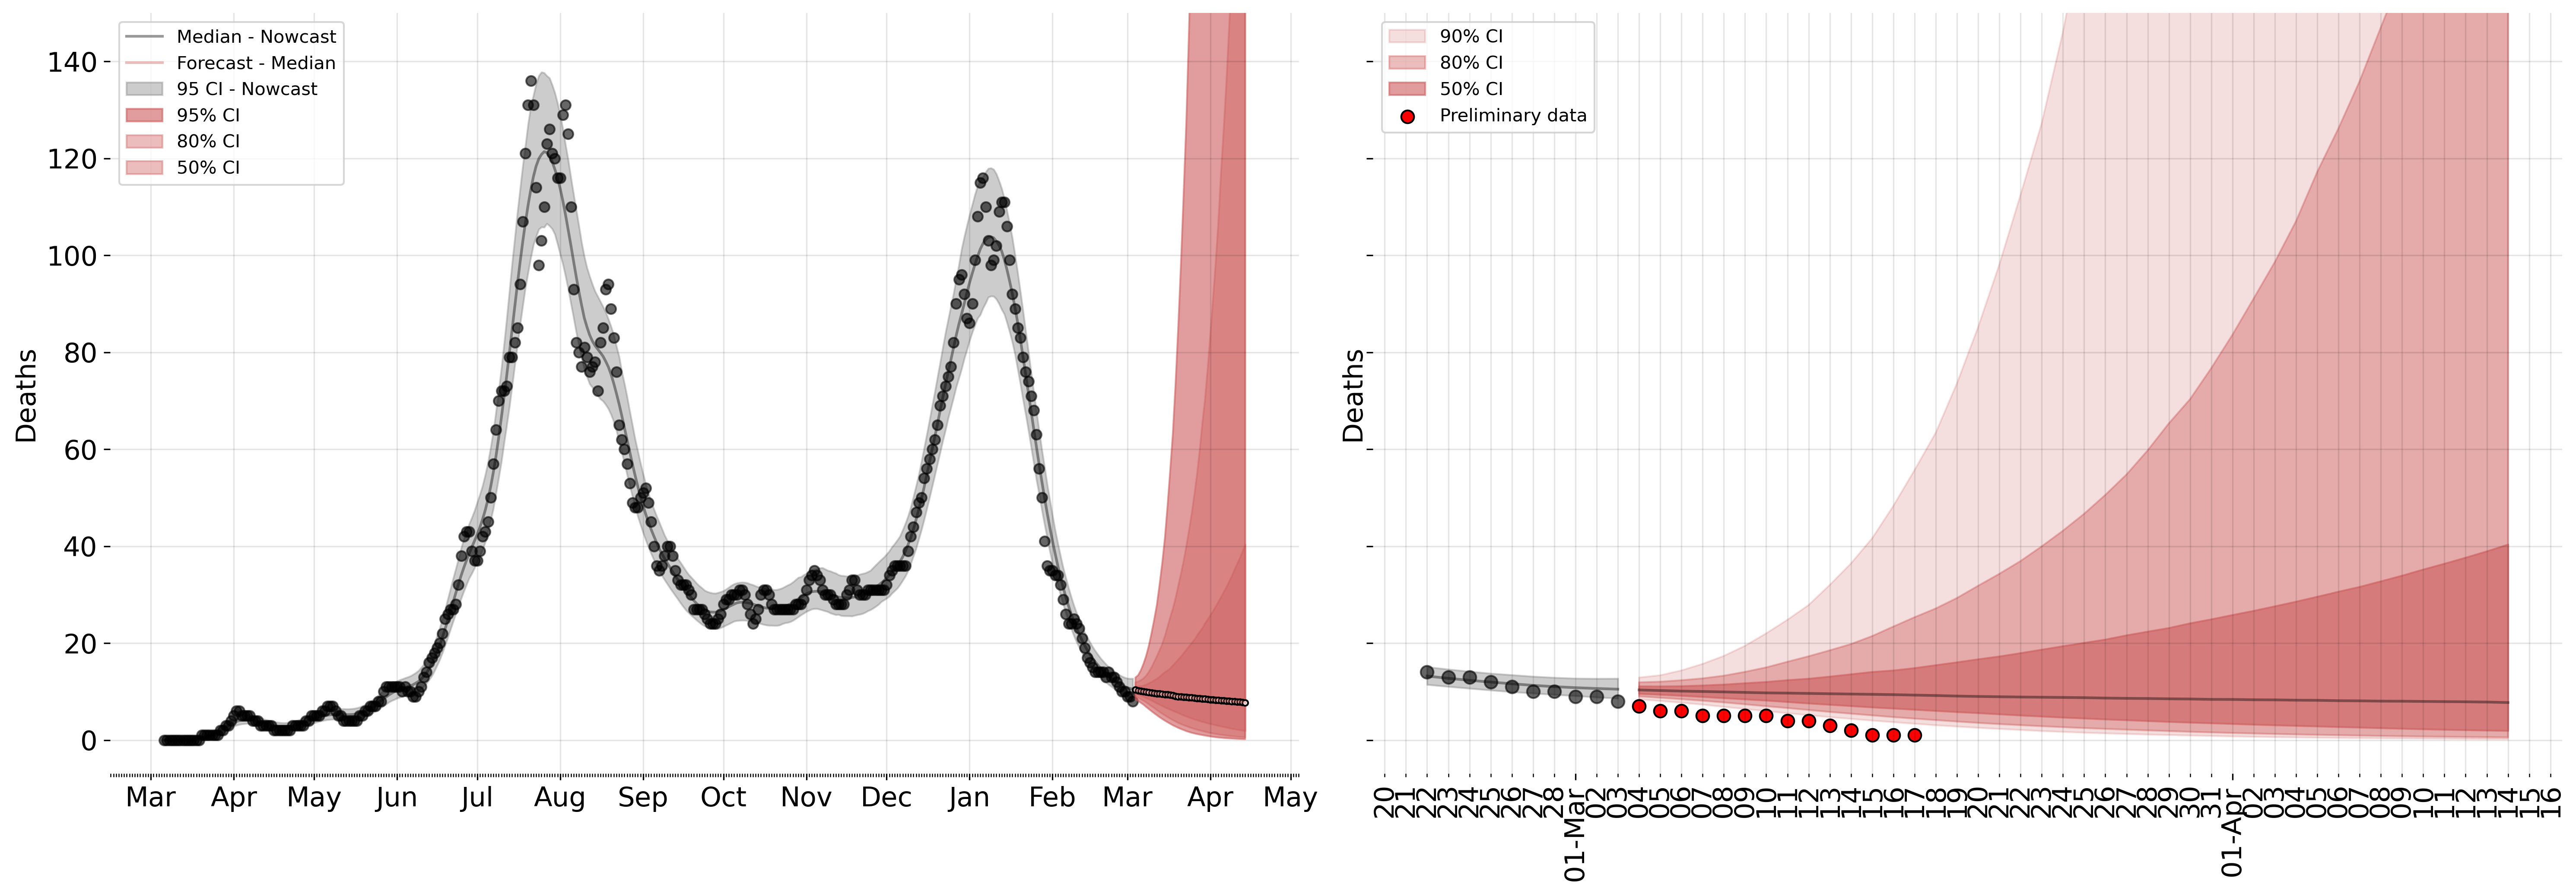 Median - Nowcast
Forecast - Median
95 CI - Nowcast
95% CI
80% CI
50% CI
Deaths
140
120
100
80
60
40
20
0
Mar Apr May Jun Jul Aug Sep Oct Nov Dec Jan Feb Mar Apr May
90% CI
80% CI
50% CI
Preliminary data
Deaths
20 21 22 23 24 25 26 27 28 01-Mar 02 03 04 05 06 07 08 09 10 11 12 13 14 15 16 17 18 19 20 21 22 23 24 25 26 27 28 29 30 31 01-Apr 02 03 04 05 06 07 08 09 10 11 12 13 14 15 16